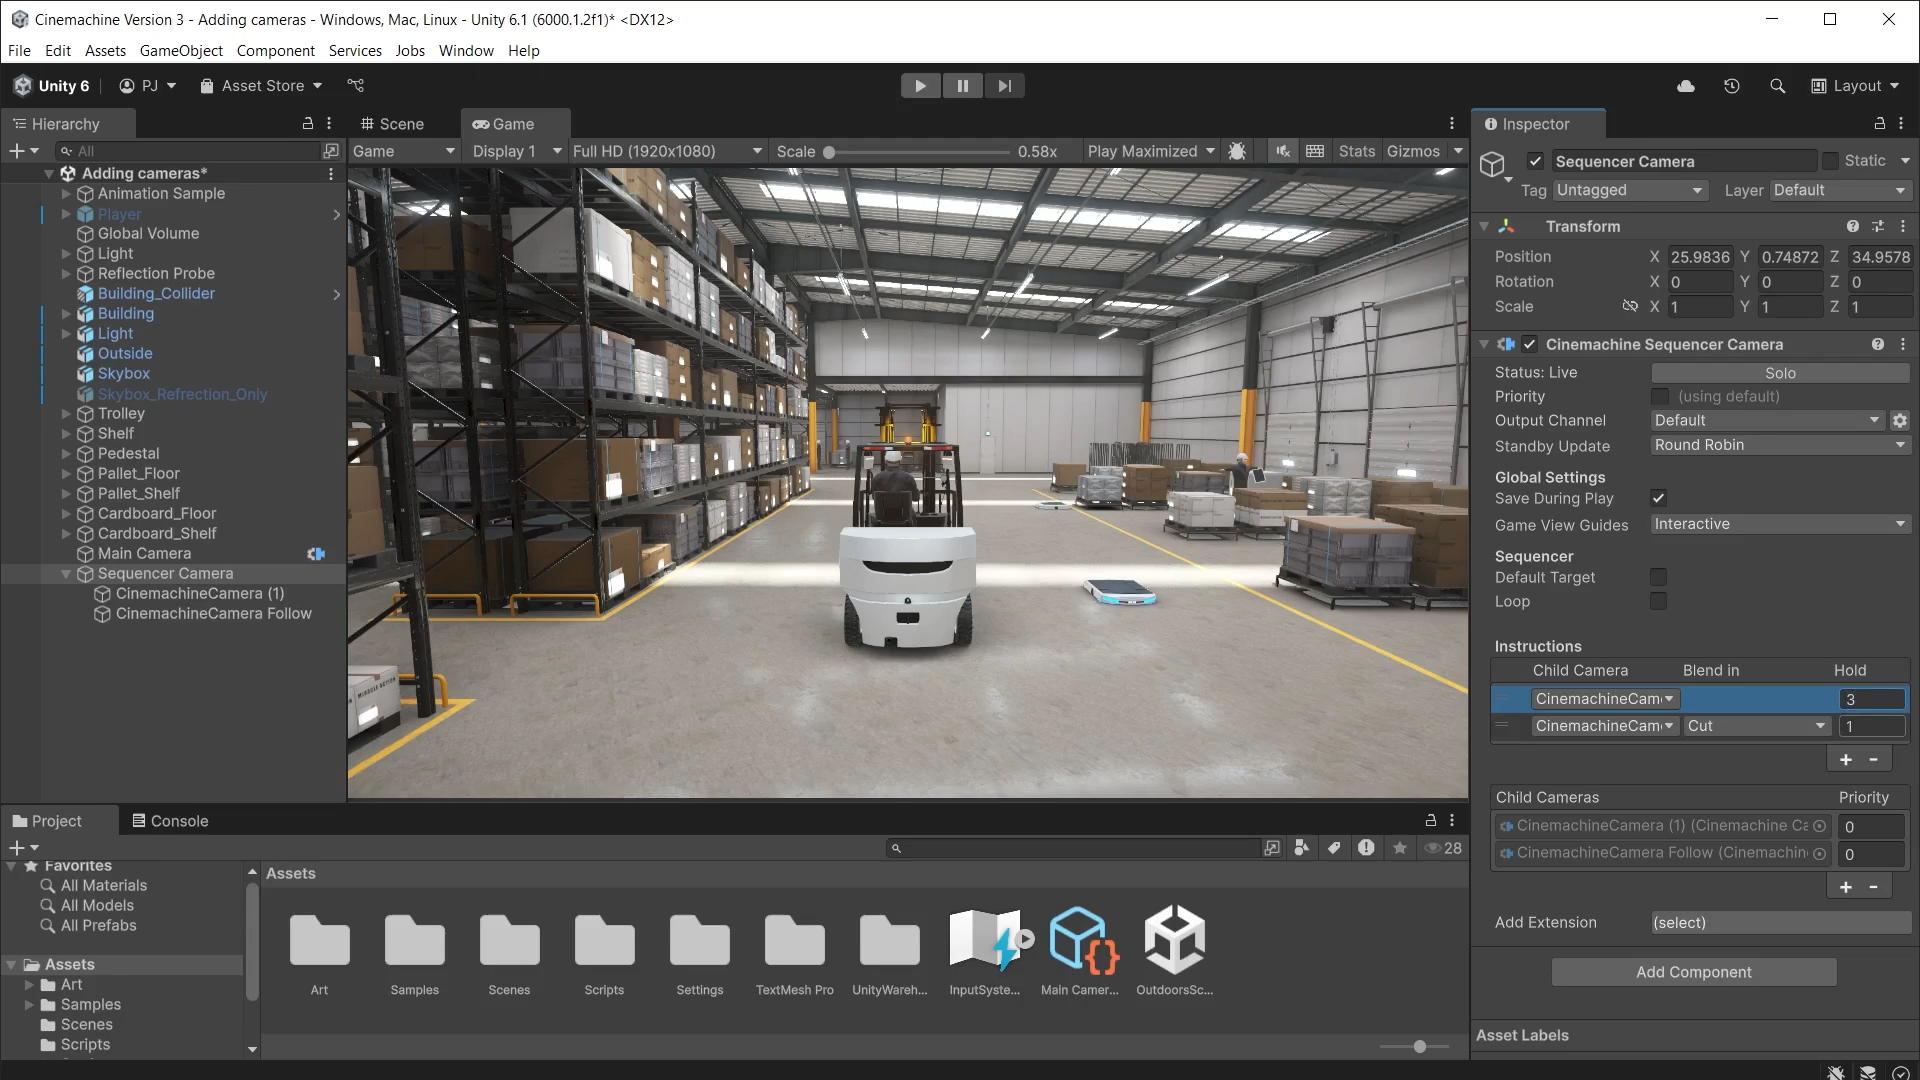 Cinemachine Version 3 - Adding cameras - Windows, Mac, Linux - Unity 6.1 (6000.1.2f1)* <DX12>
File Edit Assets GameObject Component Services Jobs Window Help
Unity 6 PJ Asset Store Layout
Hierarchy Scene Game Inspector
All Game Display 1 Full HD (1920x1080) Scale 0.58x Play Maximized Stats Gizmos
Sequencer Camera Static
Tag Untagged Layer Default
Adding cameras*
Animation Sample
Player
Global Volume
Light
Reflection Probe
Building_Collider
Building
Light
Outside
Skybox
Skybox_Refrection_Only
Trolley
Shelf
Pedestal
Pallet_Floor
Pallet_Shelf
Cardboard_Floor
Cardboard_Shelf
Main Camera
Sequencer Camera
CinemachineCamera (1)
CinemachineCamera Follow
Transform
Position X 25.9836 Y 0.74872 Z 34.9578
Rotation X 0 Y 0 Z 0
Scale X 1 Y 1 Z 1
Cinemachine Sequencer Camera
Status: Live Solo
Priority (using default)
Output Channel Default
Standby Update Round Robin
Global Settings
Save During Play
Game View Guides Interactive
Sequencer
Default Target
Loop
Instructions
Child Camera Blend in Hold
CinemachineCam 3
CinemachineCam Cut 1
+ -
Child Cameras Priority
CinemachineCamera (1) (Cinemachine Ca 0
CinemachineCamera Follow (Cinemachin 0
+ -
Add Extension (select)
Add Component
Asset Labels
Project Console
28
Favorites
All Materials
All Models
All Prefabs
Assets
Art
Samples
Scenes
Scripts
Assets
Art Samples Scenes Scripts Settings TextMesh Pro UnityWareh... InputSyste... Main Camer... OutdoorsSc...